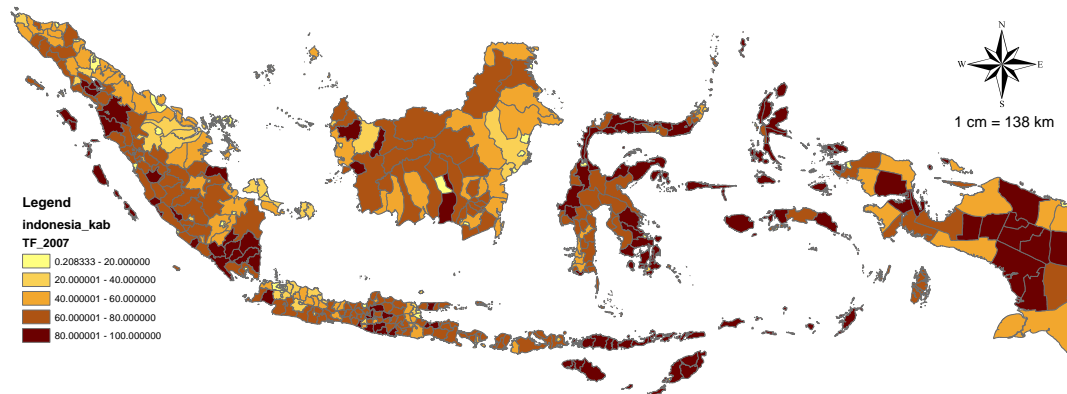 N
W E
S
1 cm = 138 km
Legend
indonesia_kab
TF_2007
0.208333 - 20.000000
20.000001 - 40.000000
40.000001 - 60.000000
60.000001 - 80.000000
80.000001 - 100.000000